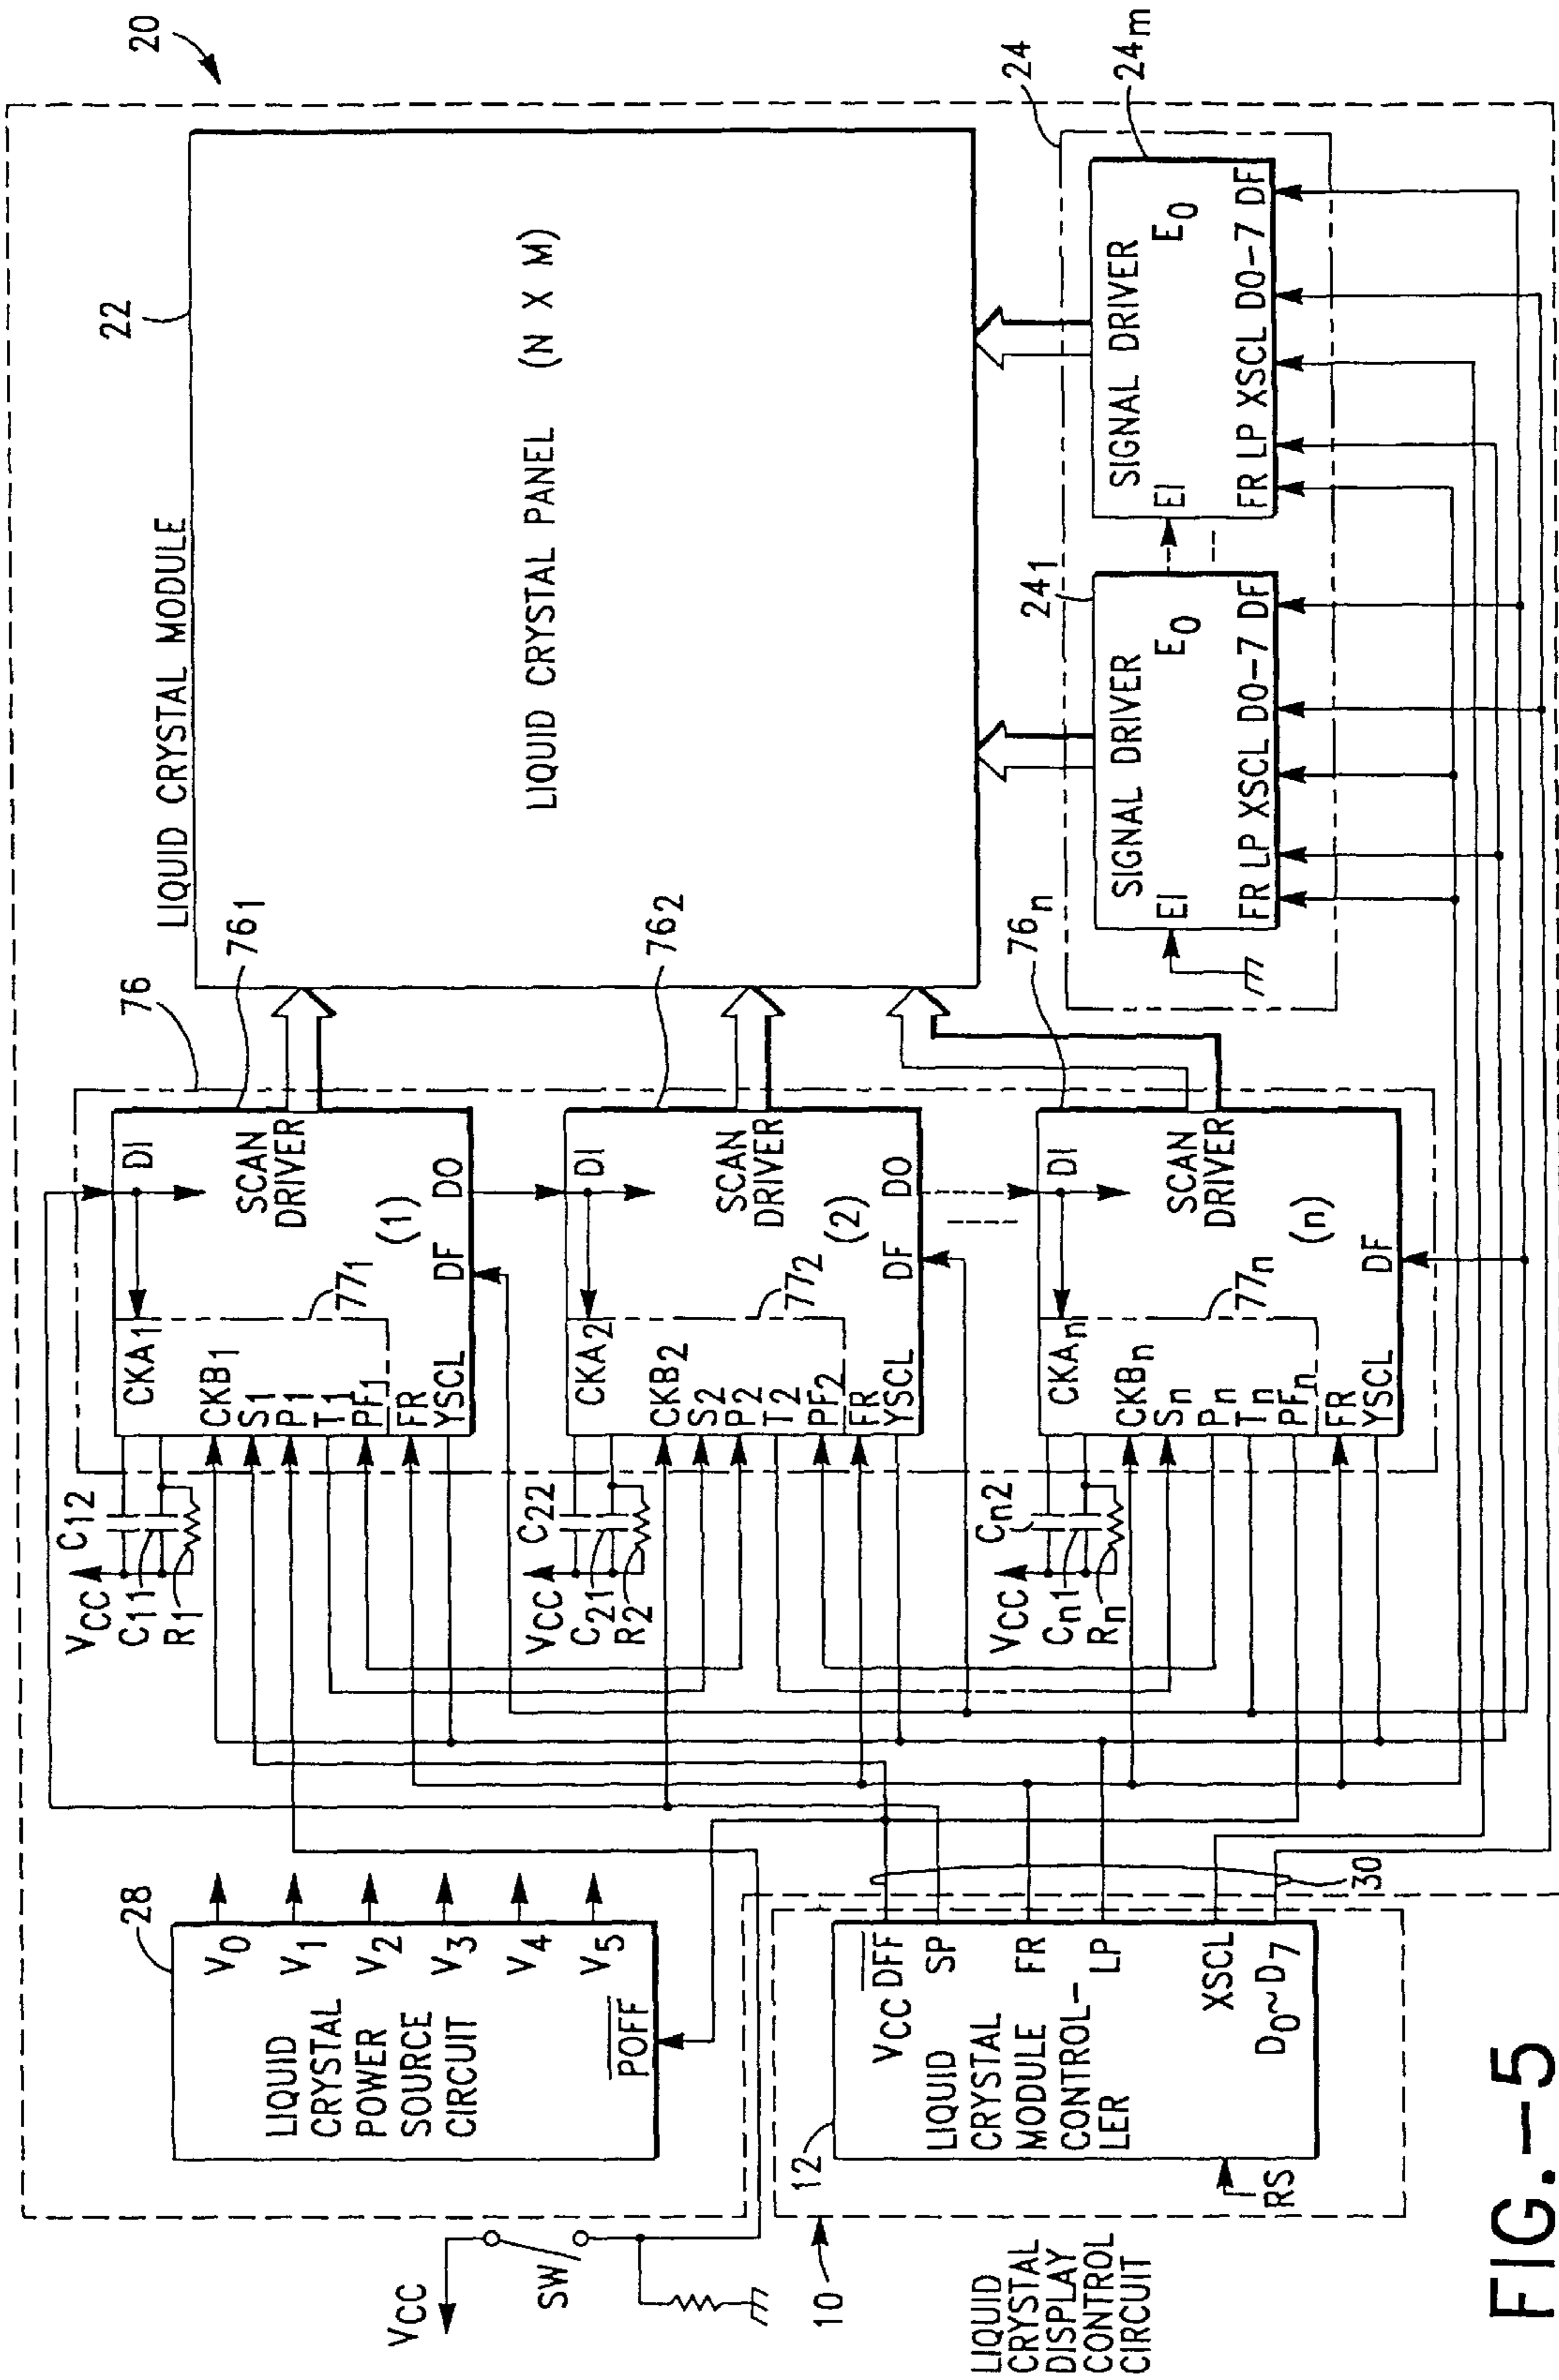 20
22
LIQUID CRYSTAL MODULE
LIQUID CRYSTAL PANEL (N X M)
24
24m
SIGNAL DRIVER
EI
E0
FR LP XSCL D0-7 DF
241
SIGNAL DRIVER
EI
E0
FR LP XSCL D0-7 DF
76
761
DI
SCAN
DRIVER
(1)
DO
DF
771
CKA1
CKB1
S1
P1
T1
PF1
FR
YSCL
762
DI
SCAN
DRIVER
(2)
DO
DF
772
CKA2
CKB2
S2
P2
T2
PF2
FR
YSCL
76n
DI
SCAN
DRIVER
(n)
DF
77n
CKAn
CKBn
Sn
Pn
Tn
PFn
FR
YSCL
VCC
C12
C11
R1
VCC
C22
C21
R2
VCC
Cn2
Cn1
Rn
28
V0
V1
V2
V3
V4
V5
LIQUID
CRYSTAL
POWER
SOURCE
CIRCUIT
POFF
30
12
VCC DFF
SP
FR
LP
XSCL
D0~D7
LIQUID
CRYSTAL
MODULE
CONTROL-
LER
RS
VCC
SW
10
LIQUID
CRYSTAL
DISPLAY
CONTROL
CIRCUIT
FIG.-5